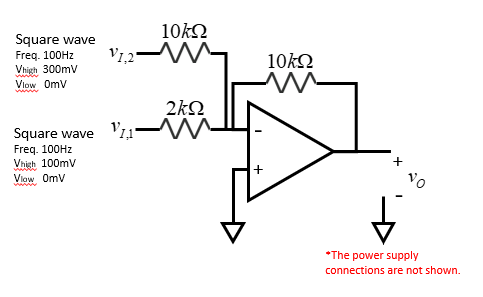 10kΩ
Square wave
Freq. 100Hz
Vhigh 300mV
Vlow 0mV
vI,2
10kΩ
2kΩ
Square wave
Freq. 100Hz
Vhigh 100mV
Vlow 0mV
vI,1
-
+
+
vO
-
*The power supply
connections are not shown.